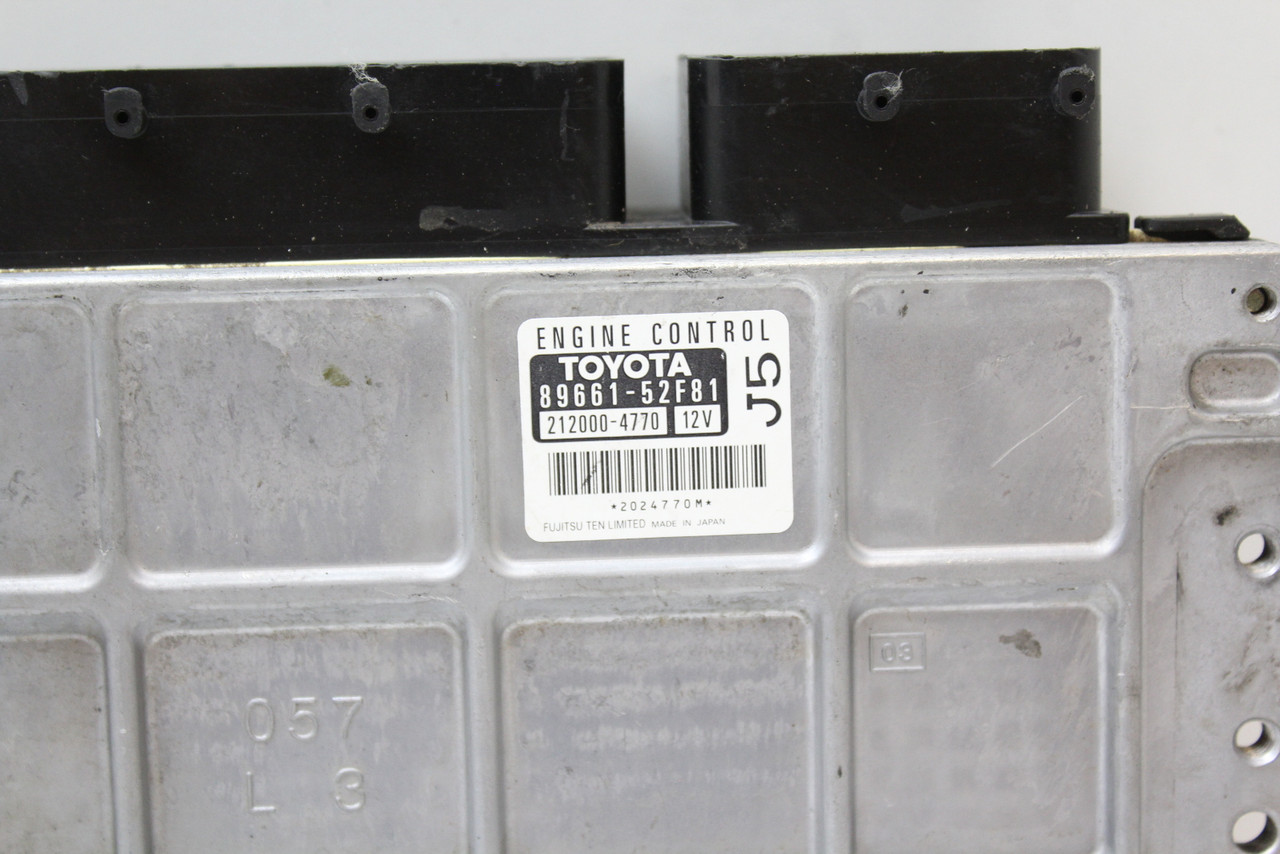 ENGINE CONTROL
TOYOTA
89661-52F81
212000-4770 12V
J5
*2024770M*
FUJITSU TEN LIMITED MADE IN JAPAN
03
057
L 3